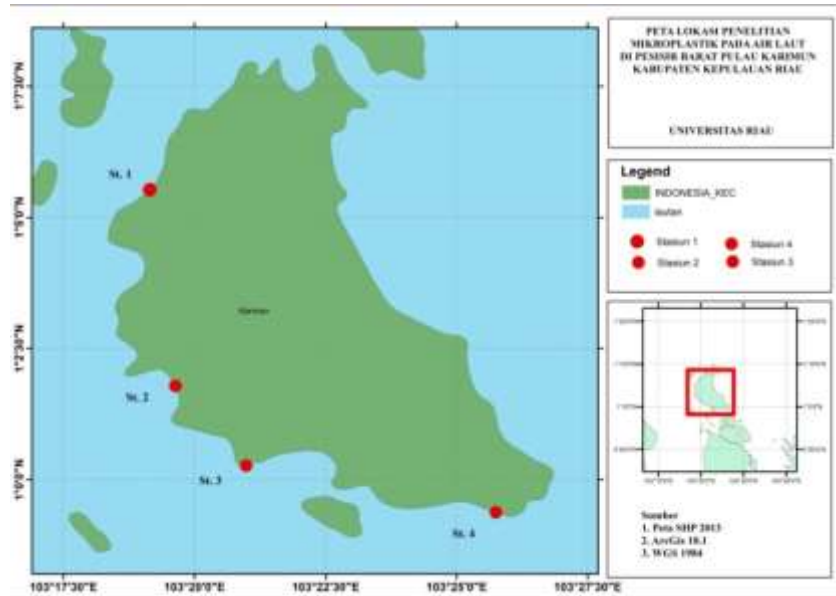 PETA LOKASI PENELITIAN
MIKROPLASTIK PADA AIR LAUT
DI PESISIR BARAT PULAU KARIMUN
KABUPATEN KEPULAUAN RIAU
UNIVERSITAS RIAU
Legend
INDONESIA_KEC
lautan
Stasiun 1
Stasiun 4
Stasiun 2
Stasiun 3
Sumber
1. Peta SHP 2013
2. ArcGis 10.1
3. WGS 1984
St. 1
St. 2
St. 3
St. 4
1°7'30"N
1°5'0"N
1°2'30"N
1°0'0"N
103°17'30"E
103°20'0"E
103°22'30"E
103°25'0"E
103°27'30"E